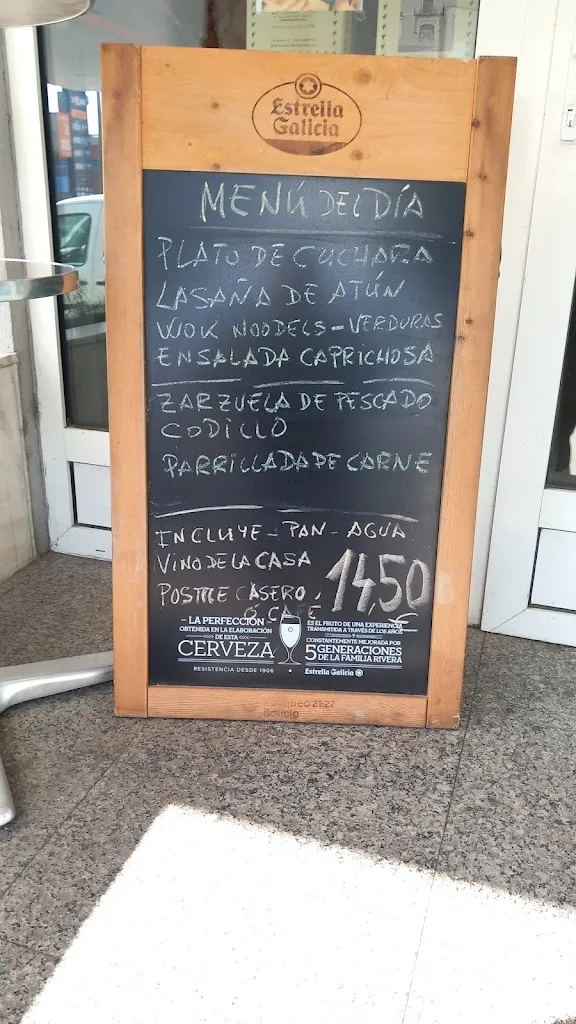 Estrella
Galicia
MENÚ DEL DÍA
PLATO DE CUCHARA
LASAÑA DE ATÚN
WOK NOODELS - VERDURAS
ENSALADA CAPRICHOSA
ZARZUELA DE PESCADO
CODILLO
PARRILLADA DE CARNE
INCLUYE - PAN - AGUA
VINO DE LA CASA
POSTRE CASERO,
Ó CAFÉ
14,50
€
LA PERFECCIÓN
OBTENIDA EN LA ELABORACIÓN
DE ESTA
CERVEZA
RESISTENCIA DESDE 1906
ES EL FRUTO DE UNA EXPERIENCIA
TRANSMITIDA A TRAVÉS DE LOS AÑOS
Y
CONSTANTEMENTE MEJORADA POR
5 GENERACIONES
DE LA FAMILIA RIVERA
Estrella Galicia
21·22
Galicia